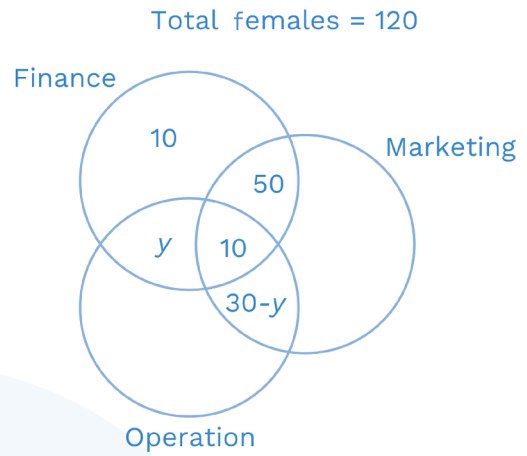 Total females = 120
Finance
10
Marketing
50
y
10
30-y
Operation